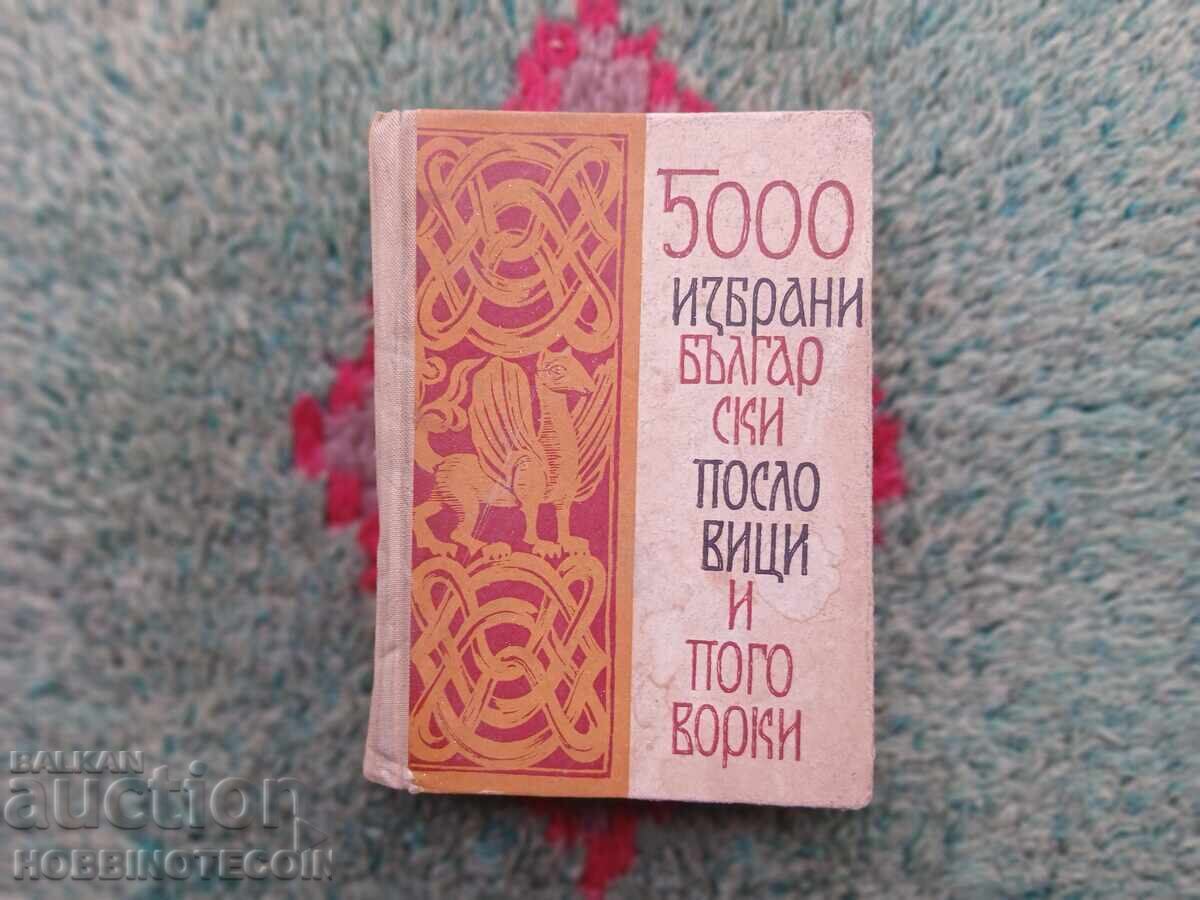 5000
ИЗБРАНИ
БЪЛГАР
СКИ
ПОСЛО
ВИЦИ
И
ПОГО
ВОРКИ
BALKAN
auction
HOBBINOTECOIN